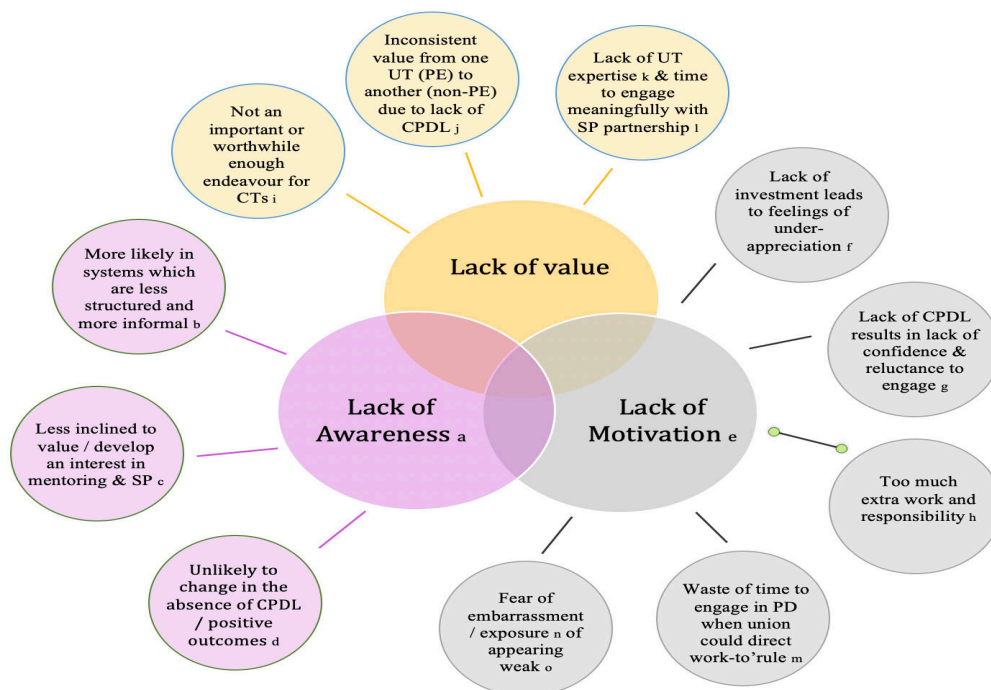 Inconsistent
value from one
UT (PE) to
another (non-PE)
due to lack of
CPDL j
Lack of UT
expertise k & time
to engage
meaningfully with
SP partnership l
Not an
important or
worthwhile
enough
endeavour for
CTs i
Lack of
investment leads
to feelings of
under-
appreciation f
More likely in
systems which
are less
structured and
more informal b
Lack of value
Lack of CPDL
results in lack of
confidence &
reluctance to
engage g
Less inclined to
value / develop
an interest in
mentoring & SP c
Lack of
Awareness a
Lack of
Motivation e
Too much
extra work and
responsibility h
Unlikely to
change in the
absence of CPDL
/ positive
outcomes d
Fear of
embarrassment
/ exposure n of
appearing
weak o
Waste of time to
engage in PD
when union
could direct
work-to’rule m